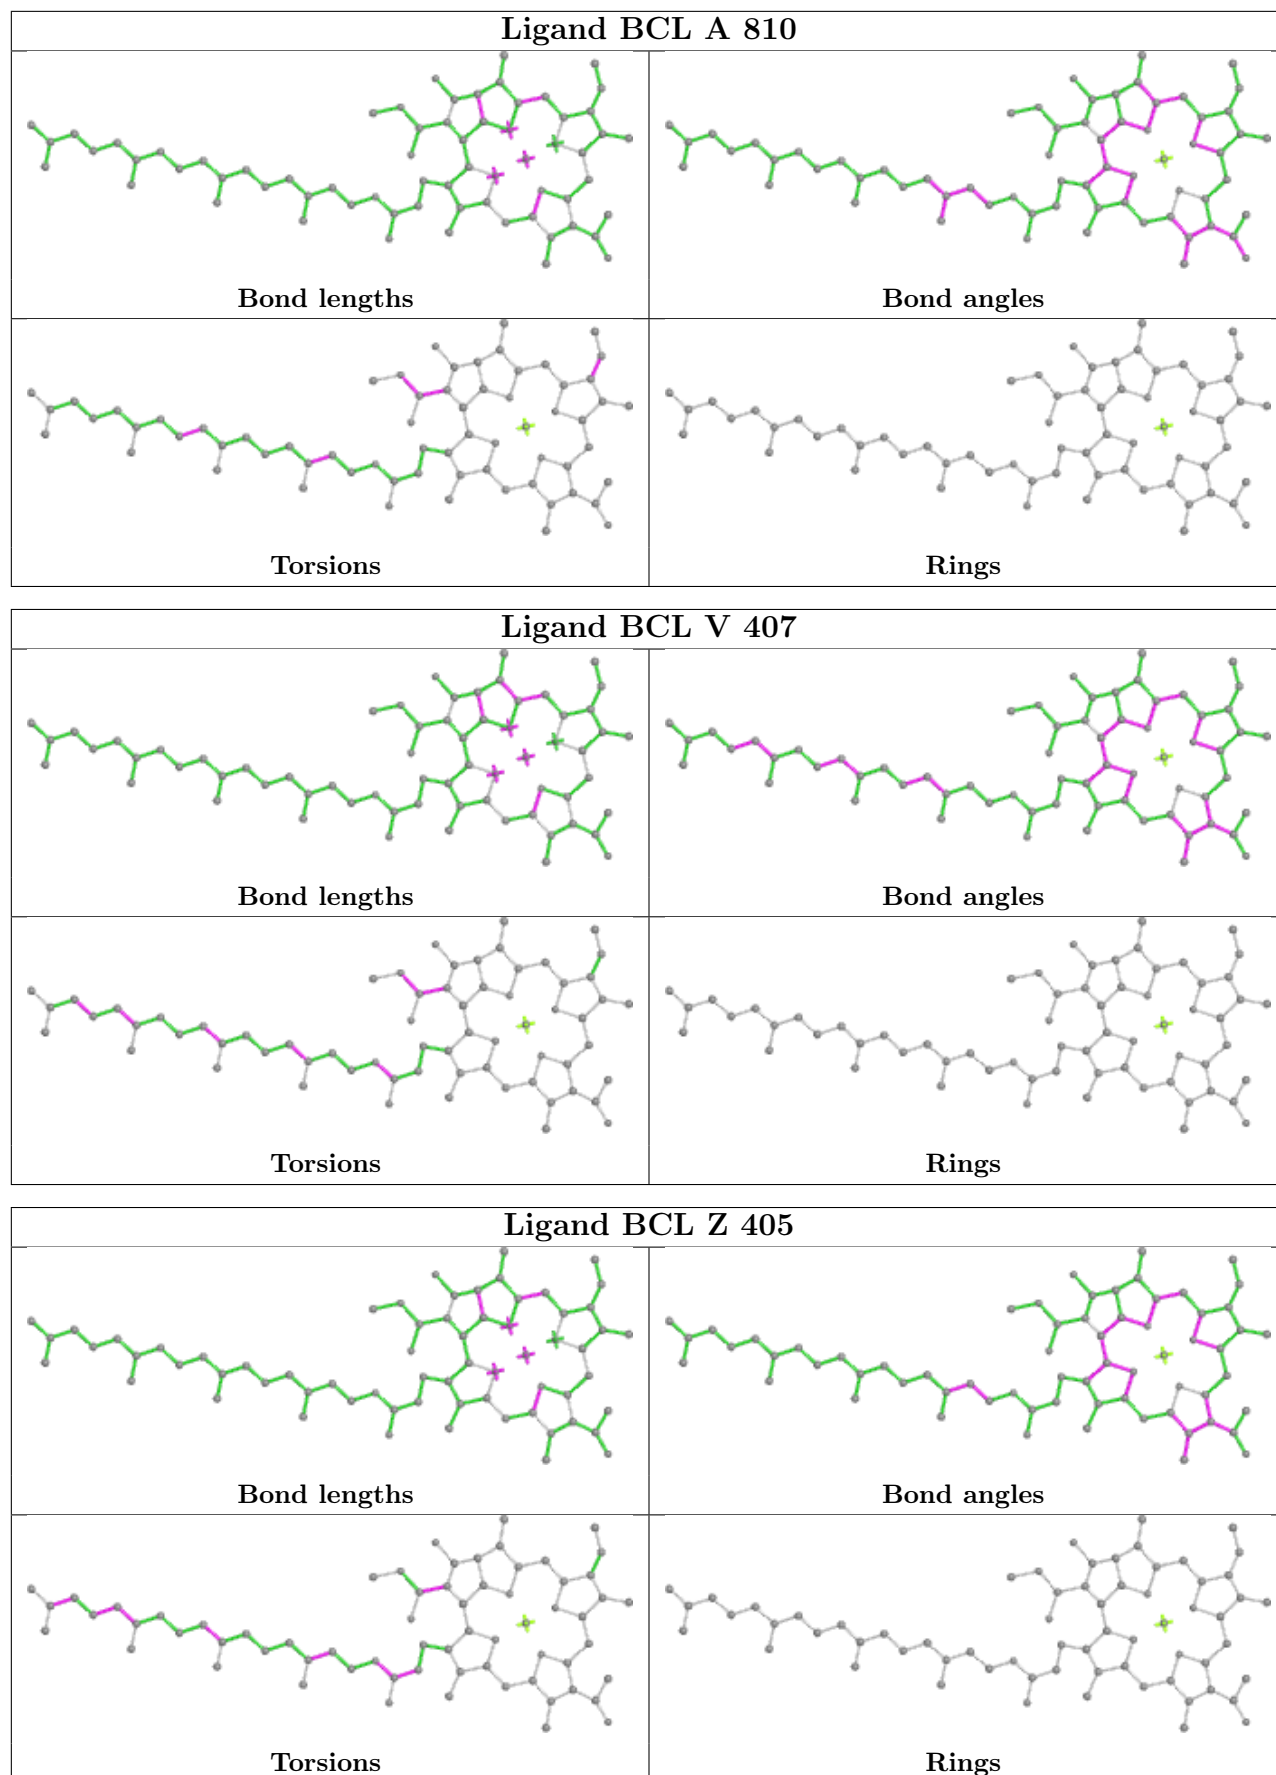 Ligand BCL A 810
Bond lengths
Bond angles
Torsions
Rings
Ligand BCL V 407
Bond lengths
Bond angles
Torsions
Rings
Ligand BCL Z 405
Bond lengths
Bond angles
Torsions
Rings